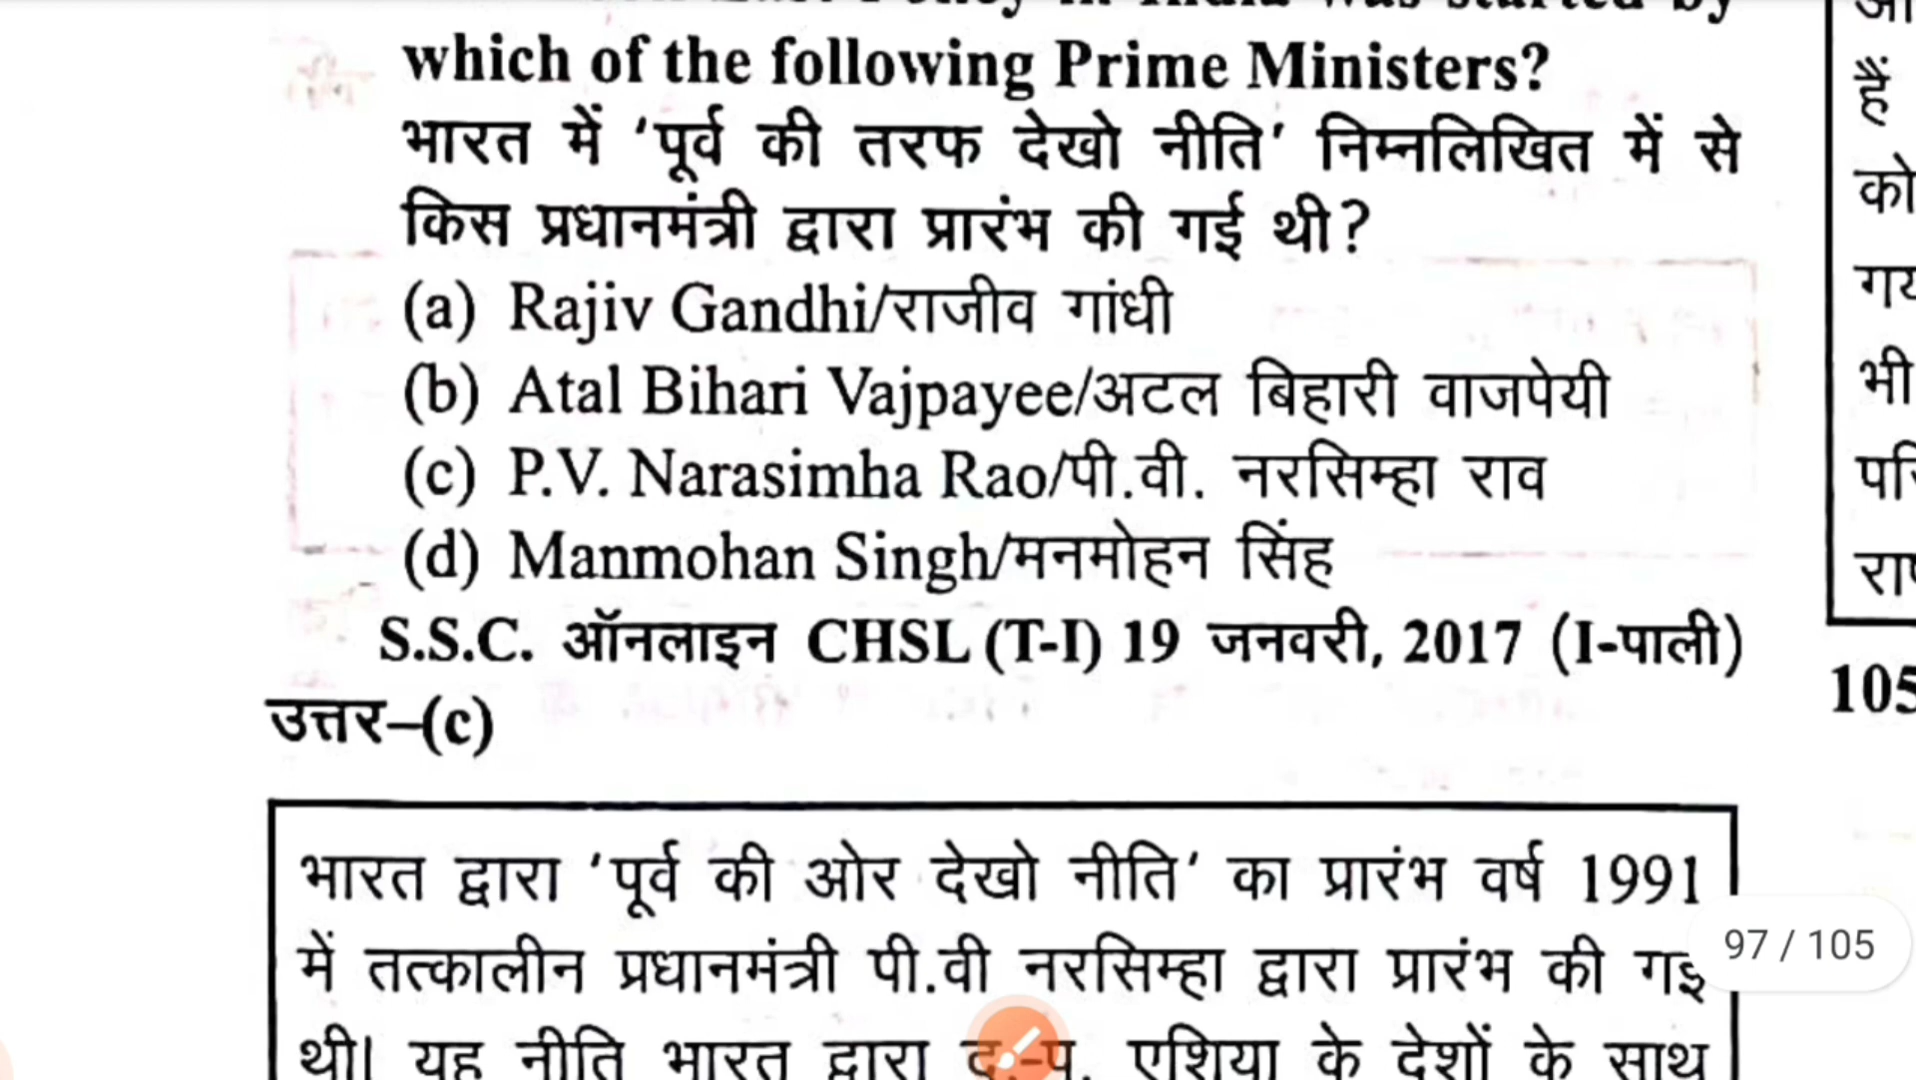 which of the following Prime Ministers?
भारत में ‘पूर्व की तरफ देखो नीति’ निम्नलिखित में से
किस प्रधानमंत्री द्वारा प्रारंभ की गई थी?
(a) Rajiv Gandhi/राजीव गांधी
(b) Atal Bihari Vajpayee/अटल बिहारी वाजपेयी
(c) P.V. Narasimha Rao/पी.वी. नरसिम्हा राव
(d) Manmohan Singh/मनमोहन सिंह
S.S.C. ऑनलाइन CHSL (T-I) 19 जनवरी, 2017 (I-पाली)
उत्तर–(c)
भारत द्वारा ‘पूर्व की ओर देखो नीति’ का प्रारंभ वर्ष 1991
में तत्कालीन प्रधानमंत्री पी.वी नरसिम्हा द्वारा प्रारंभ की गई
थी। यह नीति भारत द्वारा एशिया के देशों के साथ
हैं
को
भी
105
97 / 105